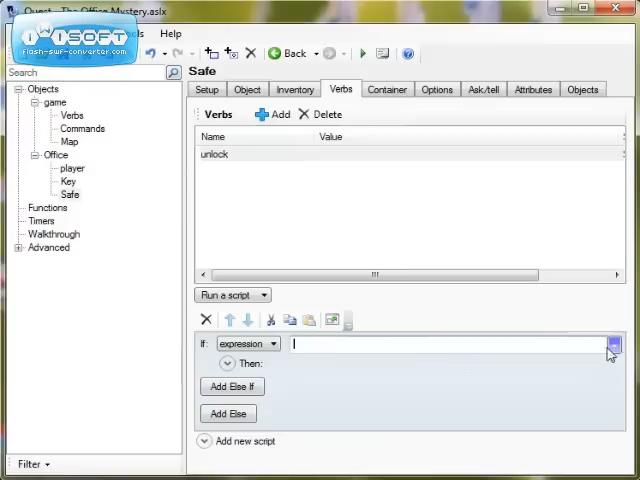 Quest - The Office Mystery.aslx
iWiSOFT
flash-swf-converter.com
Help
Back
Search
Safe
Setup
Object
Inventory
Verbs
Container
Options
Ask/tell
Attributes
Objects
Objects
game
Verbs
Commands
Map
Office
player
Key
Safe
Functions
Timers
Walkthrough
Advanced
Verbs
Add
Delete
Name
Value
unlock
Run a script
If:
expression
Then:
Add Else If
Add Else
Add new script
Filter